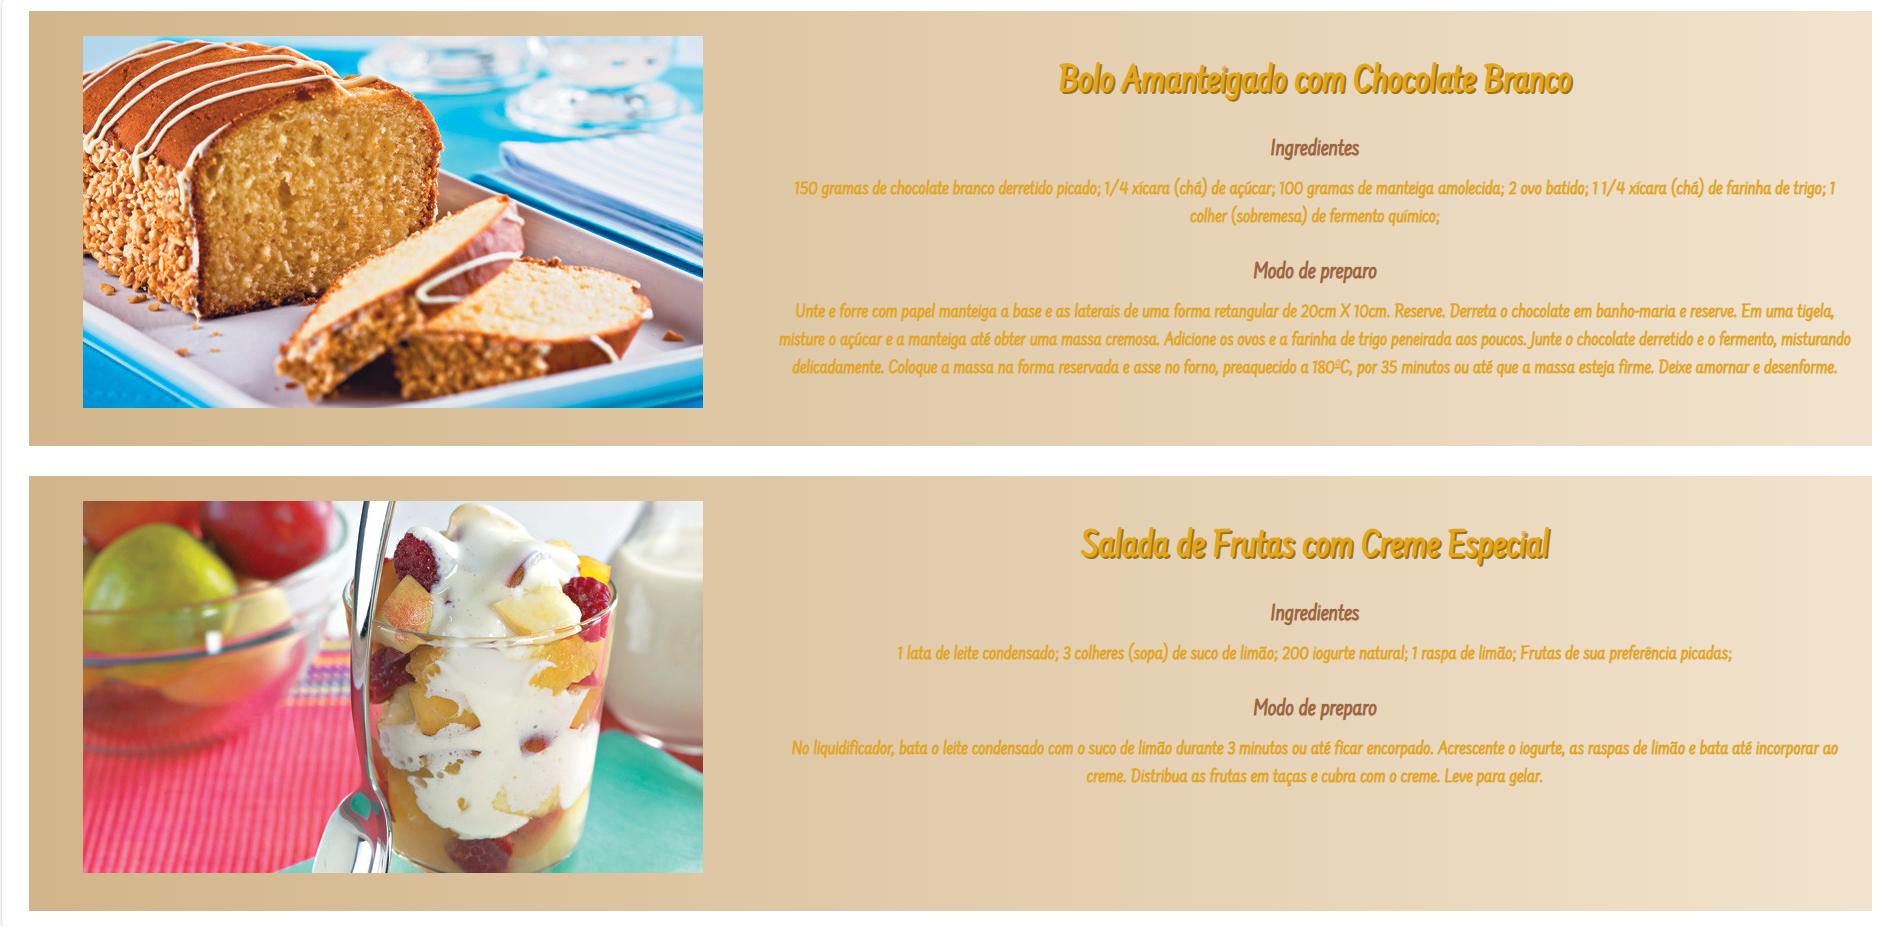 Bolo Amanteigado com Chocolate Branco
Ingredientes
150 gramas de chocolate branco derretido picado; 1/4 xícara (chá) de açúcar; 100 gramas de manteiga amolecida; 2 ovo batido; 1 1/4 xícara (chá) de farinha de trigo; 1
colher (sobremesa) de fermento químico;
Modo de preparo
Unte e forre com papel manteiga a base e as laterais de uma forma retangular de 20cm X 10cm. Reserve. Derreta o chocolate em banho-maria e reserve. Em uma tigela,
misture o açúcar e a manteiga até obter uma massa cremosa. Adicione os ovos e a farinha de trigo peneirada aos poucos. Junte o chocolate derretido e o fermento, misturando
delicadamente. Coloque a massa na forma reservada e asse no forno, preaquecido a 180ºC, por 35 minutos ou até que a massa esteja firme. Deixe amornar e desenforme.
Salada de Frutas com Creme Especial
Ingredientes
1 lata de leite condensado; 3 colheres (sopa) de suco de limão; 200 iogurte natural; 1 raspa de limão; Frutas de sua preferência picadas;
Modo de preparo
No liquidificador, bata o leite condensado com o suco de limão durante 3 minutos ou até ficar encorpado. Acrescente o iogurte, as raspas de limão e bata até incorporar ao
creme. Distribua as frutas em taças e cubra com o creme. Leve para gelar.